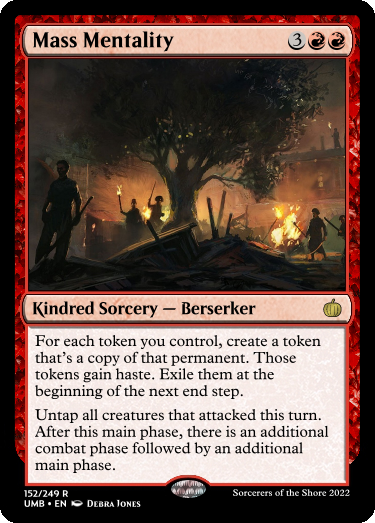 Mass Mentality 3
Kindred Sorcery — Berserker
For each token you control, create a token
that's a copy of that permanent. Those
tokens gain haste. Exile them at the
beginning of the next end step.
Untap all creatures that attacked this turn.
After this main phase, there is an additional
combat phase followed by an additional
main phase.
152/249 R
Sorcerers of the Shore 2022
UMB • EN Debra Jones